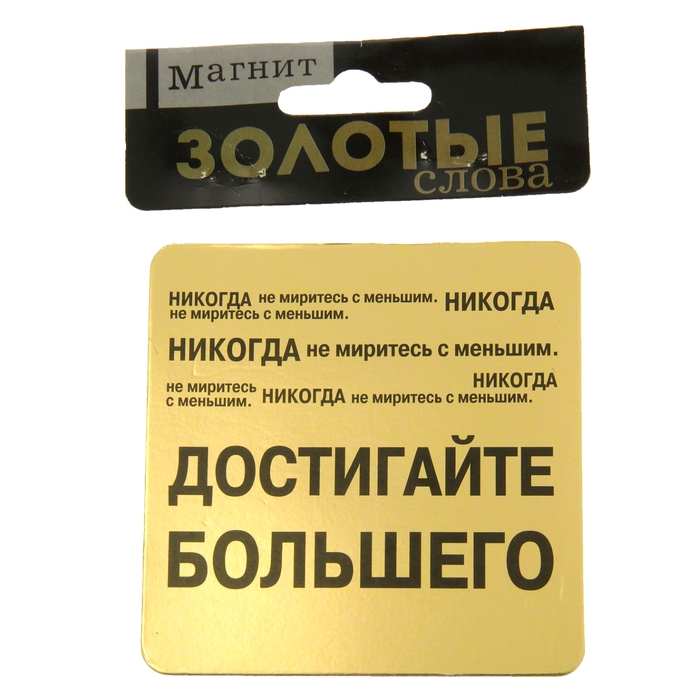 Магнит
ЗОЛОТЫЕ
слова
НИКОГДА не миритесь с меньшим. НИКОГДА
не миритесь с меньшим.
НИКОГДА не миритесь с меньшим.
НИКОГДА
не миритесь
с меньшим. НИКОГДА не миритесь с меньшим.
ДОСТИГАЙТЕ
БОЛЬШЕГО